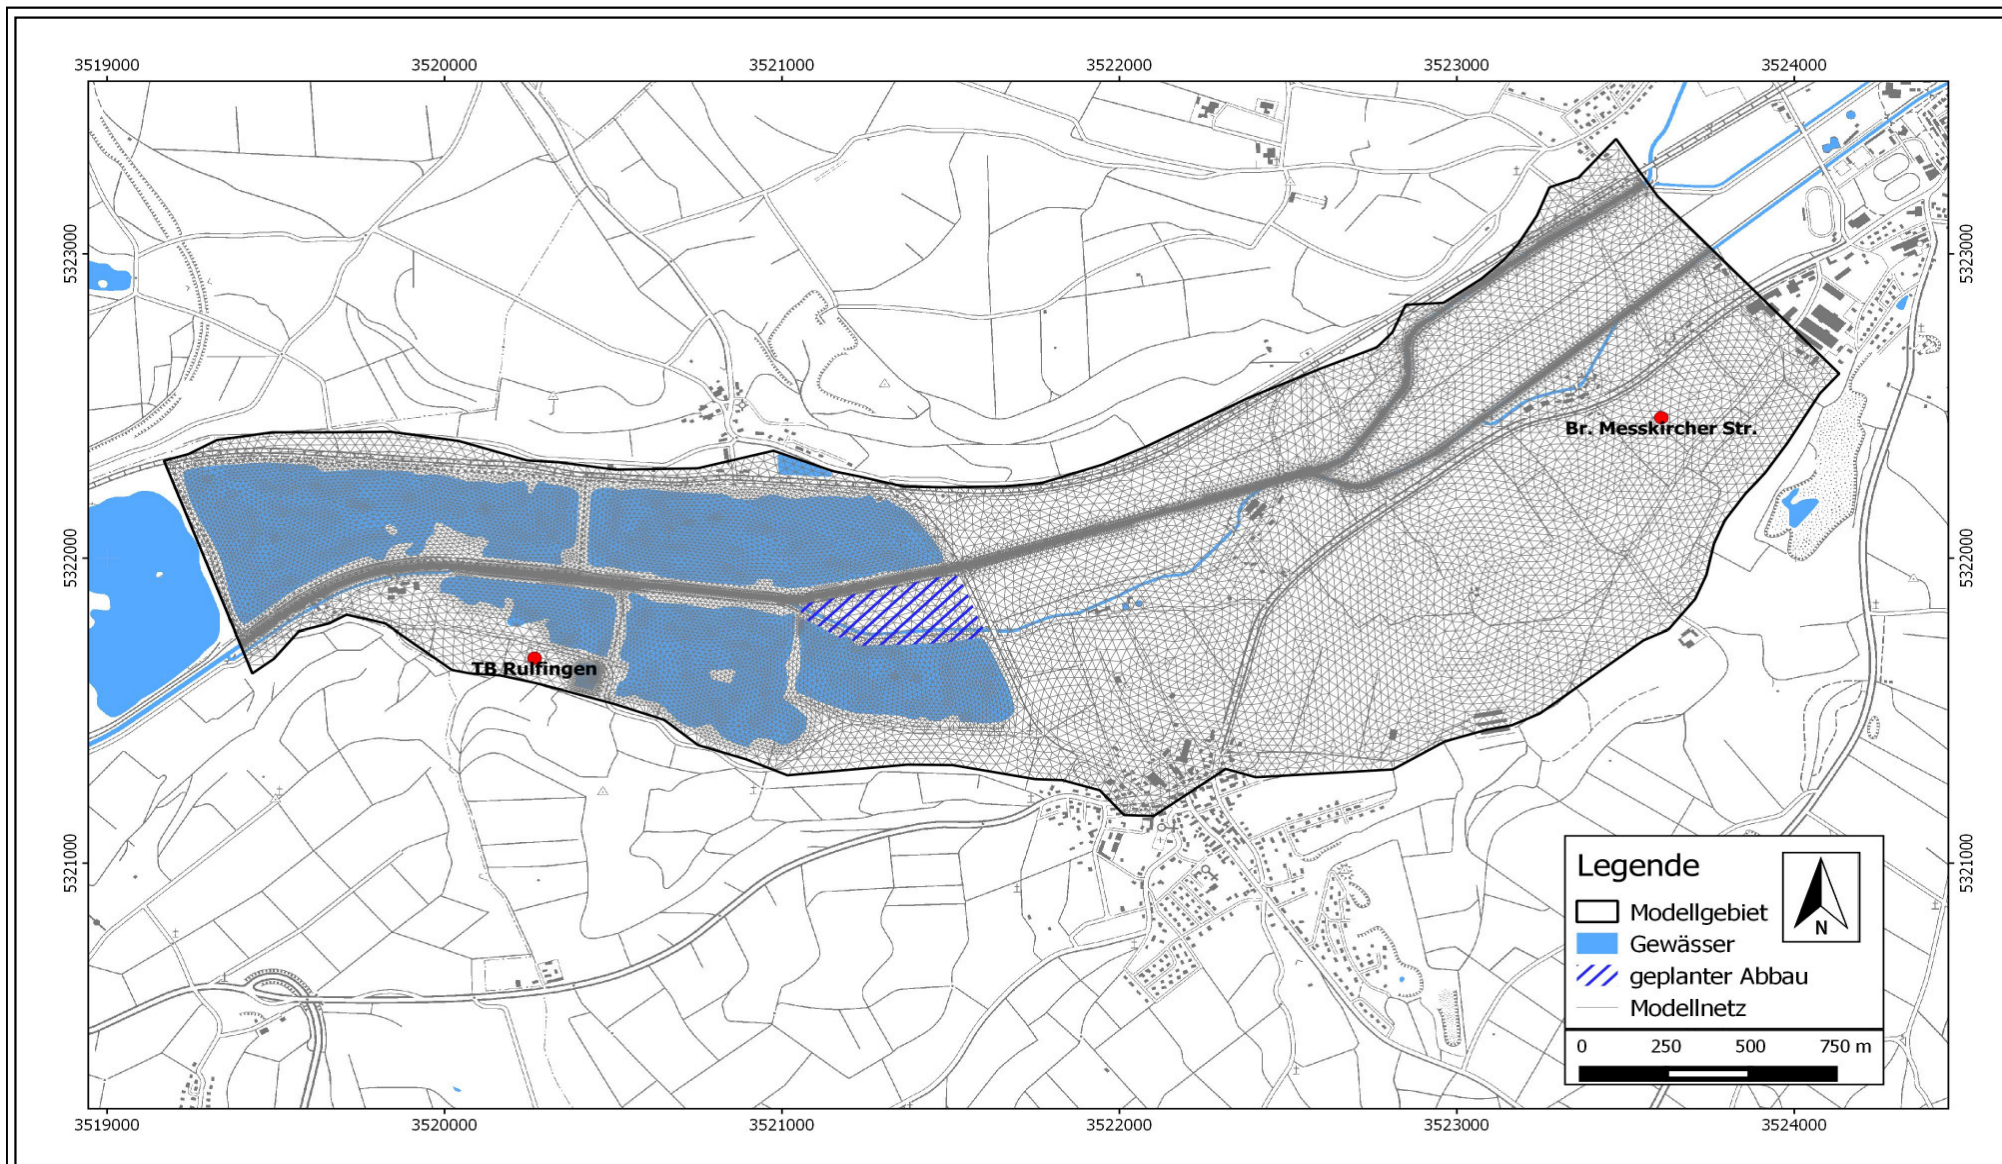 3519000 3520000 3521000 3522000 3523000 3524000
5323000 5323000
Br. Messkircher Str.
5322000 5322000
TB Rulfingen
5321000 5321000
Legende
Modellgebiet
N
Gewässer
geplanter Abbau
Modellnetz
0 250 500 750 m
3519000 3520000 3521000 3522000 3523000 3524000